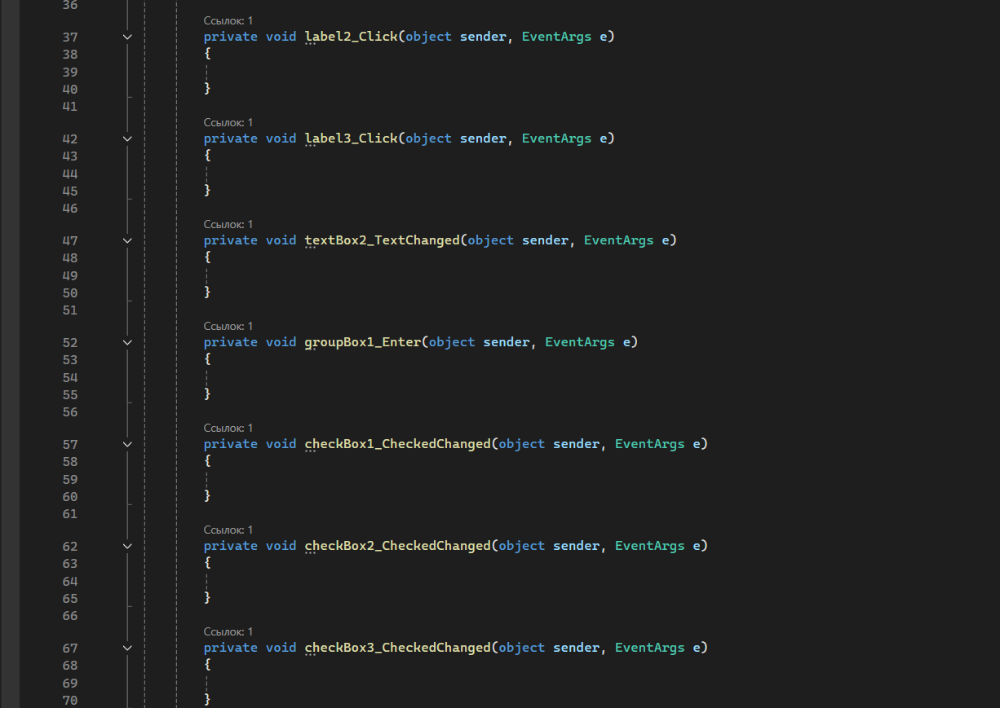 36
Ссылок: 1
37 private void label2_Click(object sender, EventArgs e)
38 {
39
40 }
41
Ссылок: 1
42 private void label3_Click(object sender, EventArgs e)
43 {
44
45 }
46
Ссылок: 1
47 private void textBox2_TextChanged(object sender, EventArgs e)
48 {
49
50 }
51
Ссылок: 1
52 private void groupBox1_Enter(object sender, EventArgs e)
53 {
54
55 }
56
Ссылок: 1
57 private void checkBox1_CheckedChanged(object sender, EventArgs e)
58 {
59
60 }
61
Ссылок: 1
62 private void checkBox2_CheckedChanged(object sender, EventArgs e)
63 {
64
65 }
66
Ссылок: 1
67 private void checkBox3_CheckedChanged(object sender, EventArgs e)
68 {
69
70 }